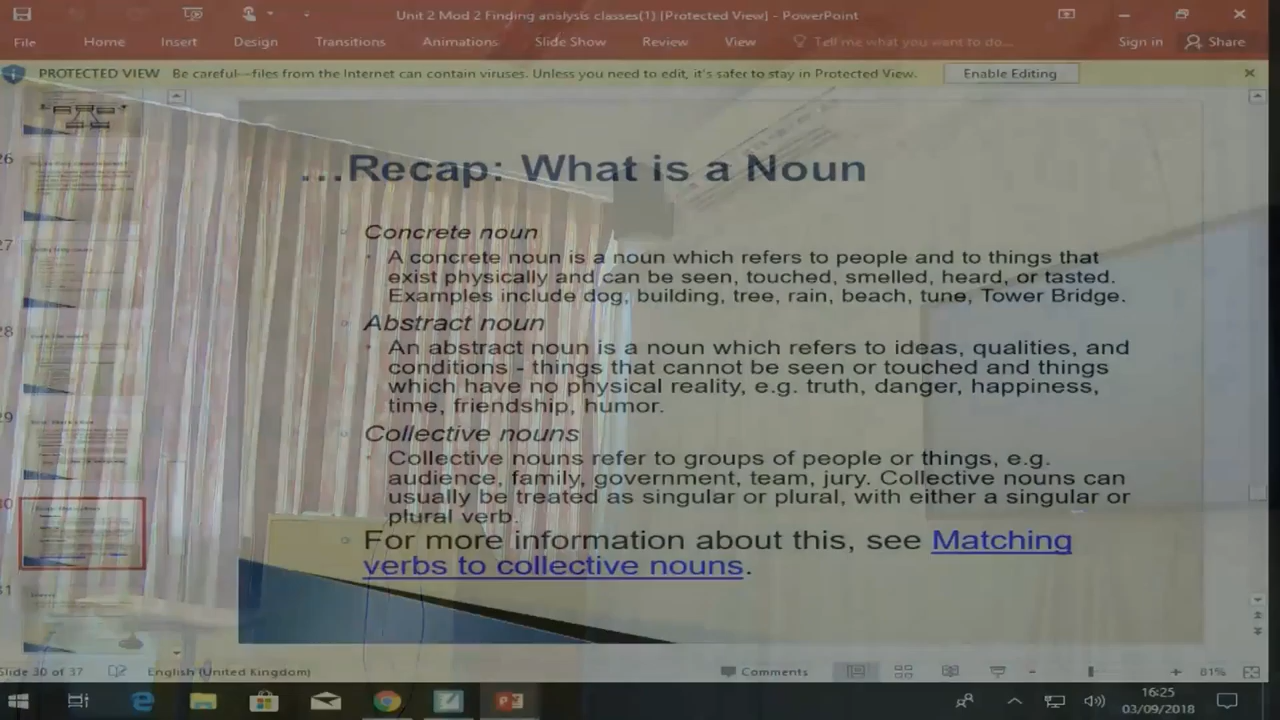 Unit 2 Mod 2 Finding analysis classes(1) [Protected View] - PowerPoint
File Home Insert Design Transitions Animations Slide Show Review View Tell me what you want to do... Sign in Share
PROTECTED VIEW Be careful—files from the Internet can contain viruses. Unless you need to edit, it's safer to stay in Protected View. Enable Editing
...Recap: What is a Noun
Concrete noun
A concrete noun is a noun which refers to people and to things that
exist physically and can be seen, touched, smelled, heard, or tasted.
Examples include dog, building, tree, rain, beach, tune, Tower Bridge.
Abstract noun
An abstract noun is a noun which refers to ideas, qualities, and
conditions - things that cannot be seen or touched and things
which have no physical reality, e.g. truth, danger, happiness,
time, friendship, humor.
Collective nouns
Collective nouns refer to groups of people or things, e.g.
audience, family, government, team, jury. Collective nouns can
usually be treated as singular or plural, with either a singular or
plural verb.
For more information about this, see Matching
verbs to collective nouns.
Slide 30 of 37 English (United Kingdom) Comments 81%
16:25
03/09/2018